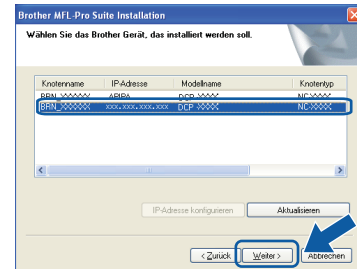 Brother MFL-Pro Suite Installation
Wählen Sie das Brother Gerät, das installiert werden soll.
Knotenname IP-Adresse Modellname Knotentyp
BRN_XXXXXX APIPA DCP-XXXX NC-XXXX
BRN_XXXXXX xxx.xxx.xxx.xxx DCP-XXXX NC-XXXX
IP-Adresse konfigurieren Aktualisieren
< Zurück Weiter > Abbrechen